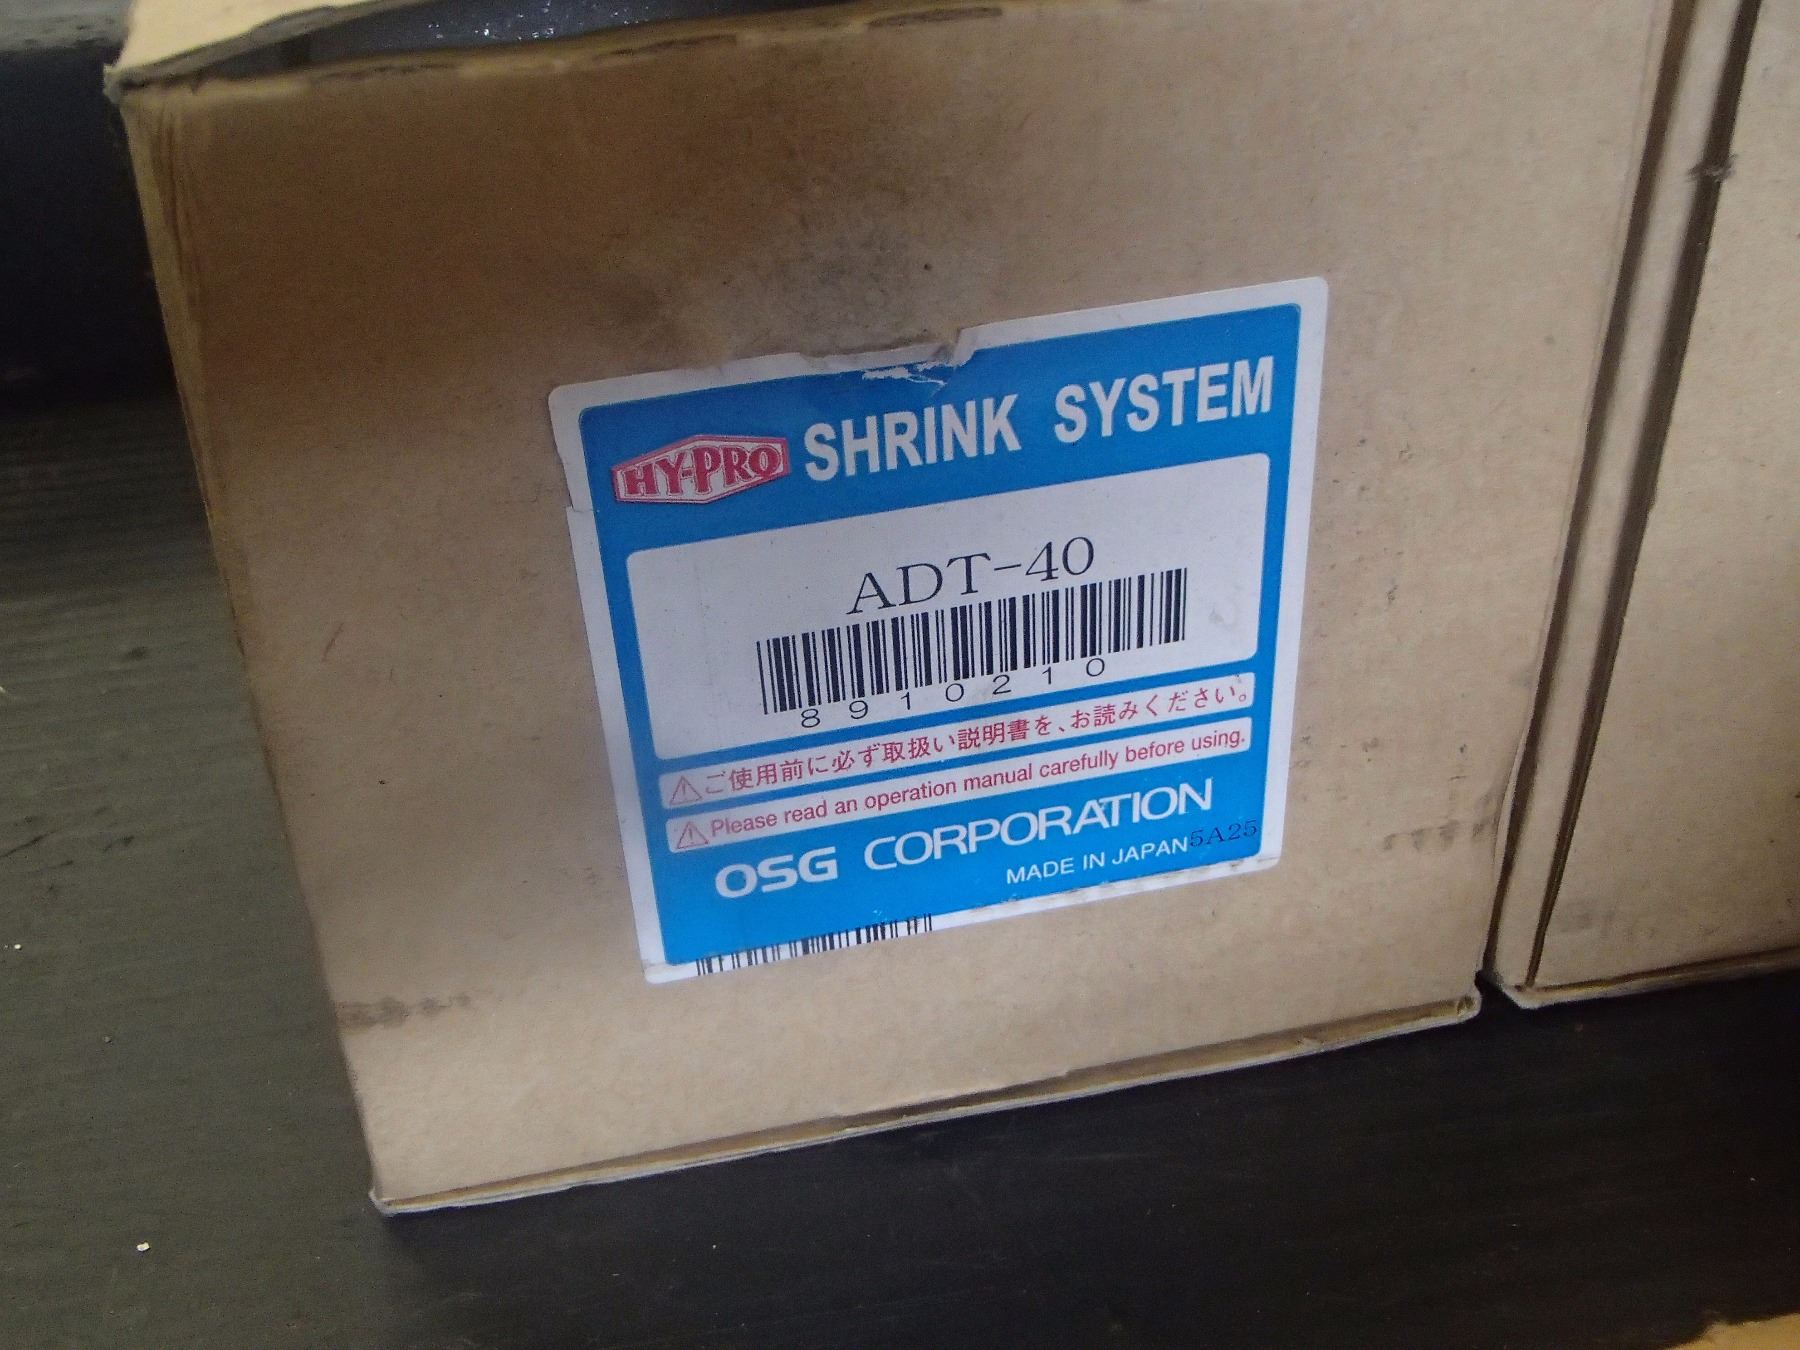 HY-PRO SHRINK SYSTEM
ADT-40
8910210
ご使用前に必ず取扱い説明書を、お読みください。
Please read an operation manual carefully before using.
OSG CORPORATION
MADE IN JAPAN 5A25